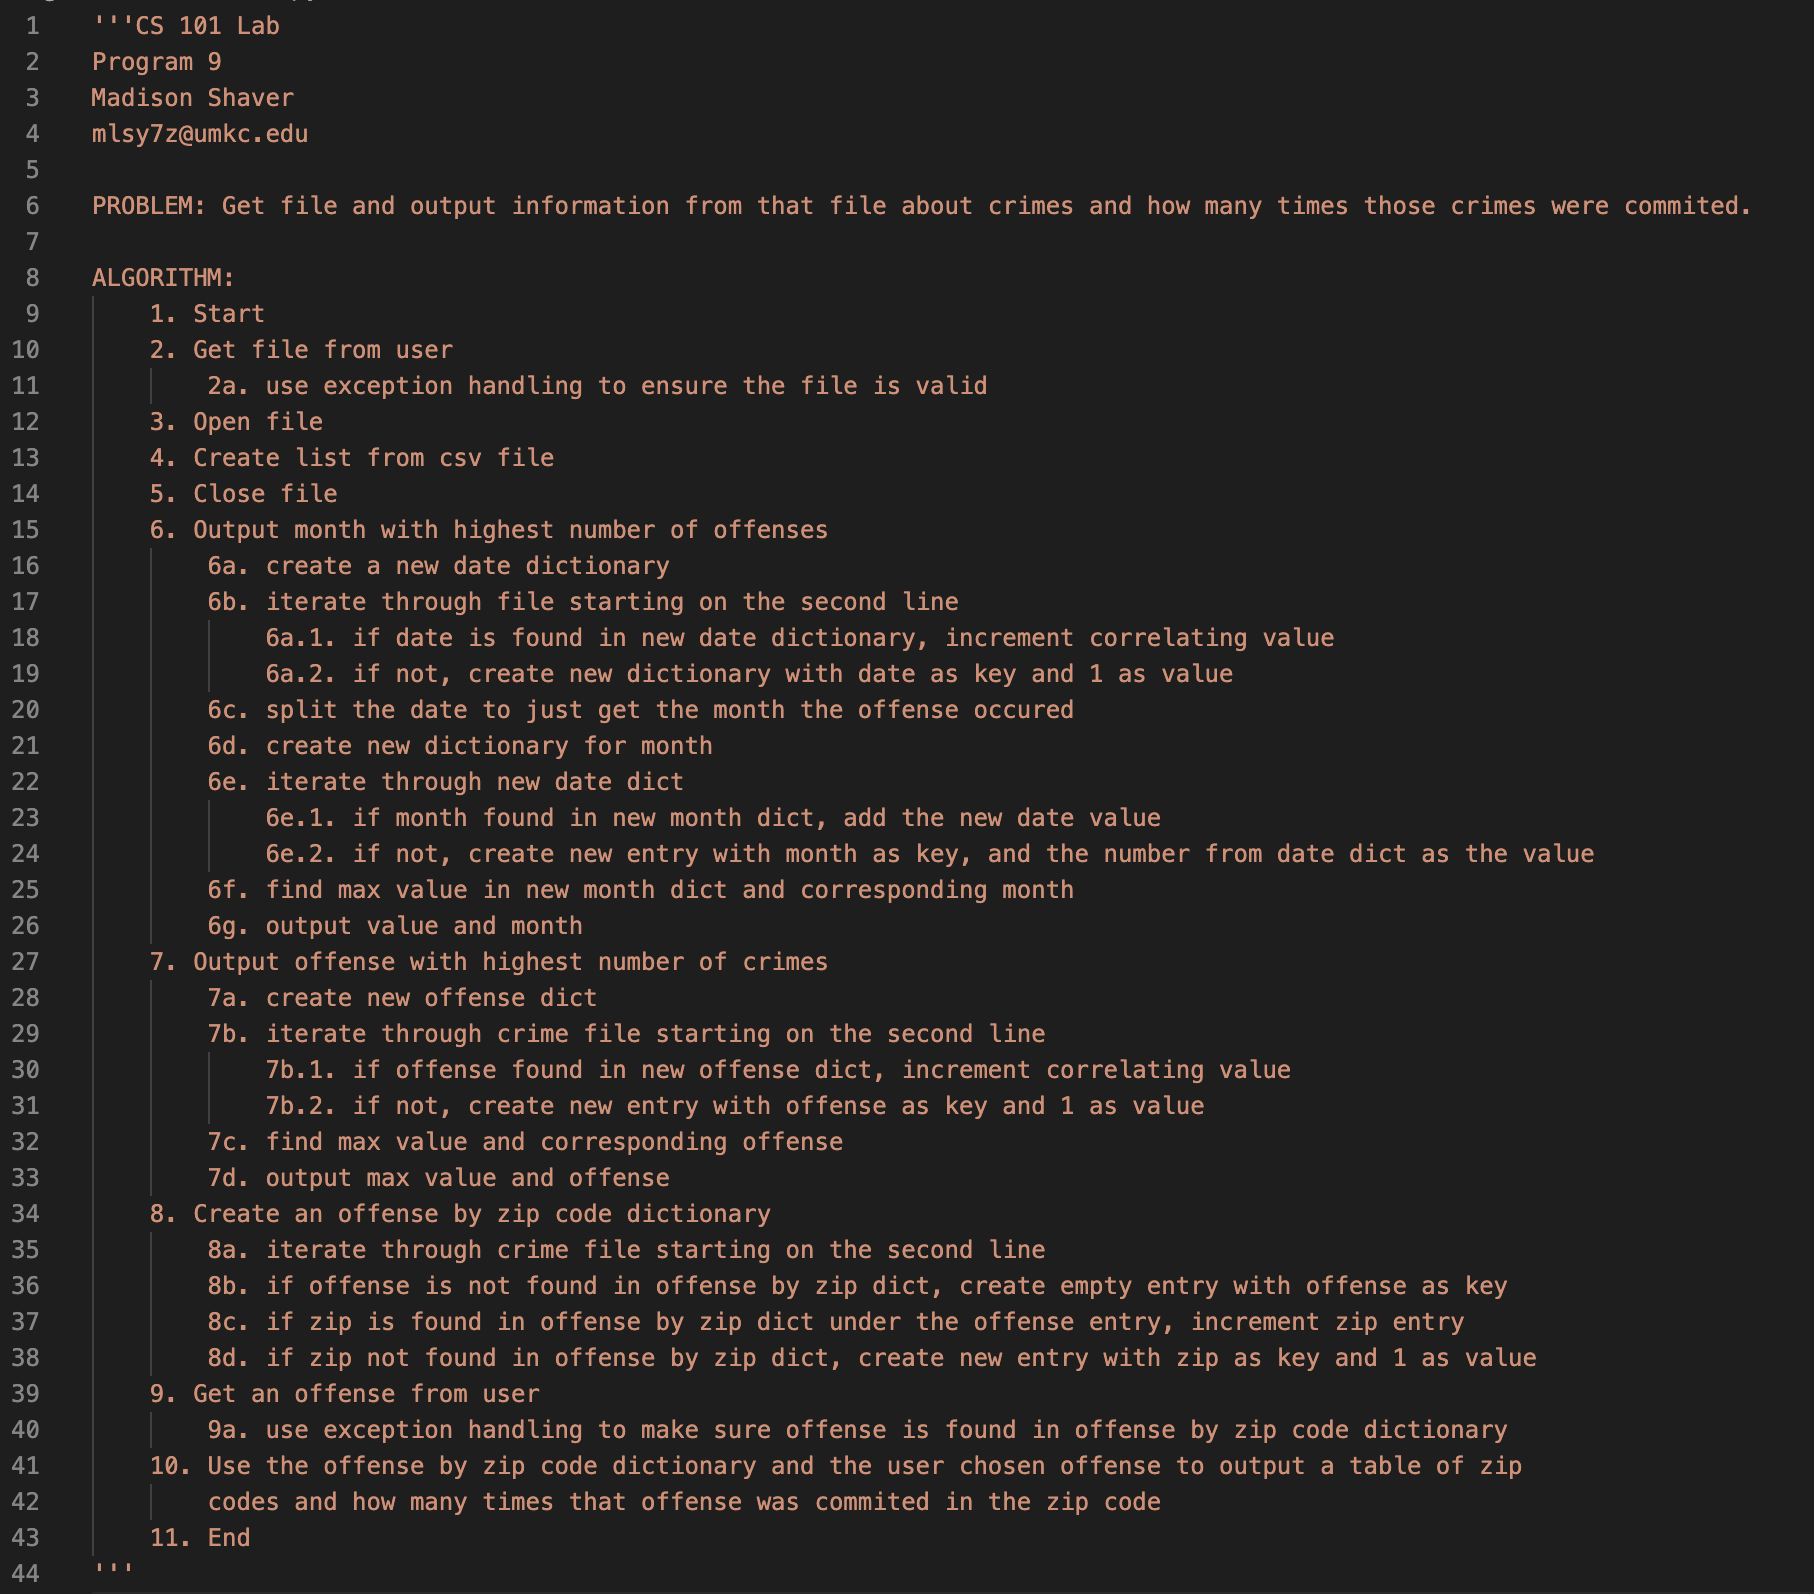 1 '''CS 101 Lab
2 Program 9
3 Madison Shaver
4 mlsy7z@umkc.edu
5
6 PROBLEM: Get file and output information from that file about crimes and how many times those crimes were commited.
7
8 ALGORITHM:
9 1. Start
10 2. Get file from user
11 2a. use exception handling to ensure the file is valid
12 3. Open file
13 4. Create list from csv file
14 5. Close file
15 6. Output month with highest number of offenses
16 6a. create a new date dictionary
17 6b. iterate through file starting on the second line
18 6a.1. if date is found in new date dictionary, increment correlating value
19 6a.2. if not, create new dictionary with date as key and 1 as value
20 6c. split the date to just get the month the offense occured
21 6d. create new dictionary for month
22 6e. iterate through new date dict
23 6e.1. if month found in new month dict, add the new date value
24 6e.2. if not, create new entry with month as key, and the number from date dict as the value
25 6f. find max value in new month dict and corresponding month
26 6g. output value and month
27 7. Output offense with highest number of crimes
28 7a. create new offense dict
29 7b. iterate through crime file starting on the second line
30 7b.1. if offense found in new offense dict, increment correlating value
31 7b.2. if not, create new entry with offense as key and 1 as value
32 7c. find max value and corresponding offense
33 7d. output max value and offense
34 8. Create an offense by zip code dictionary
35 8a. iterate through crime file starting on the second line
36 8b. if offense is not found in offense by zip dict, create empty entry with offense as key
37 8c. if zip is found in offense by zip dict under the offense entry, increment zip entry
38 8d. if zip not found in offense by zip dict, create new entry with zip as key and 1 as value
39 9. Get an offense from user
40 9a. use exception handling to make sure offense is found in offense by zip code dictionary
41 10. Use the offense by zip code dictionary and the user chosen offense to output a table of zip
42 codes and how many times that offense was commited in the zip code
43 11. End
44 '''